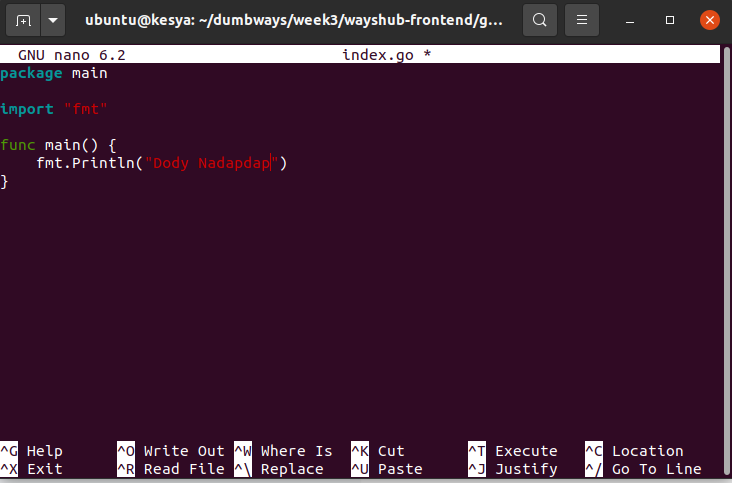 ubuntu@kesya: ~/dumbways/week3/wayshub-frontend/g...
GNU nano 6.2 index.go *
package main
import "fmt"
func main() {
    fmt.Println("Dody Nadapdap")
}
^G Help ^O Write Out ^W Where Is ^K Cut ^T Execute ^C Location
^X Exit ^R Read File ^\ Replace ^U Paste ^J Justify ^/ Go To Line